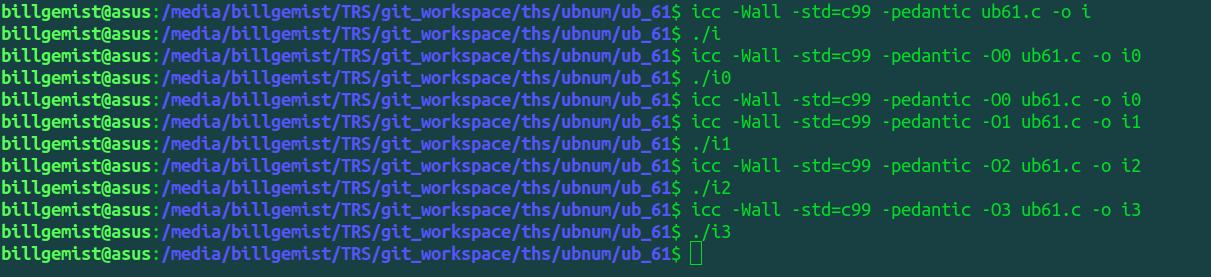 billgemist@asus:/media/billgemist/TRS/git_workspace/ths/ubnum/ub_61$ icc -Wall -std=c99 -pedantic ub61.c -o i
billgemist@asus:/media/billgemist/TRS/git_workspace/ths/ubnum/ub_61$ ./i
billgemist@asus:/media/billgemist/TRS/git_workspace/ths/ubnum/ub_61$ icc -Wall -std=c99 -pedantic -O0 ub61.c -o i0
billgemist@asus:/media/billgemist/TRS/git_workspace/ths/ubnum/ub_61$ ./i0
billgemist@asus:/media/billgemist/TRS/git_workspace/ths/ubnum/ub_61$ icc -Wall -std=c99 -pedantic -O0 ub61.c -o i0
billgemist@asus:/media/billgemist/TRS/git_workspace/ths/ubnum/ub_61$ icc -Wall -std=c99 -pedantic -O1 ub61.c -o i1
billgemist@asus:/media/billgemist/TRS/git_workspace/ths/ubnum/ub_61$ ./i1
billgemist@asus:/media/billgemist/TRS/git_workspace/ths/ubnum/ub_61$ icc -Wall -std=c99 -pedantic -O2 ub61.c -o i2
billgemist@asus:/media/billgemist/TRS/git_workspace/ths/ubnum/ub_61$ ./i2
billgemist@asus:/media/billgemist/TRS/git_workspace/ths/ubnum/ub_61$ icc -Wall -std=c99 -pedantic -O3 ub61.c -o i3
billgemist@asus:/media/billgemist/TRS/git_workspace/ths/ubnum/ub_61$ ./i3
billgemist@asus:/media/billgemist/TRS/git_workspace/ths/ubnum/ub_61$